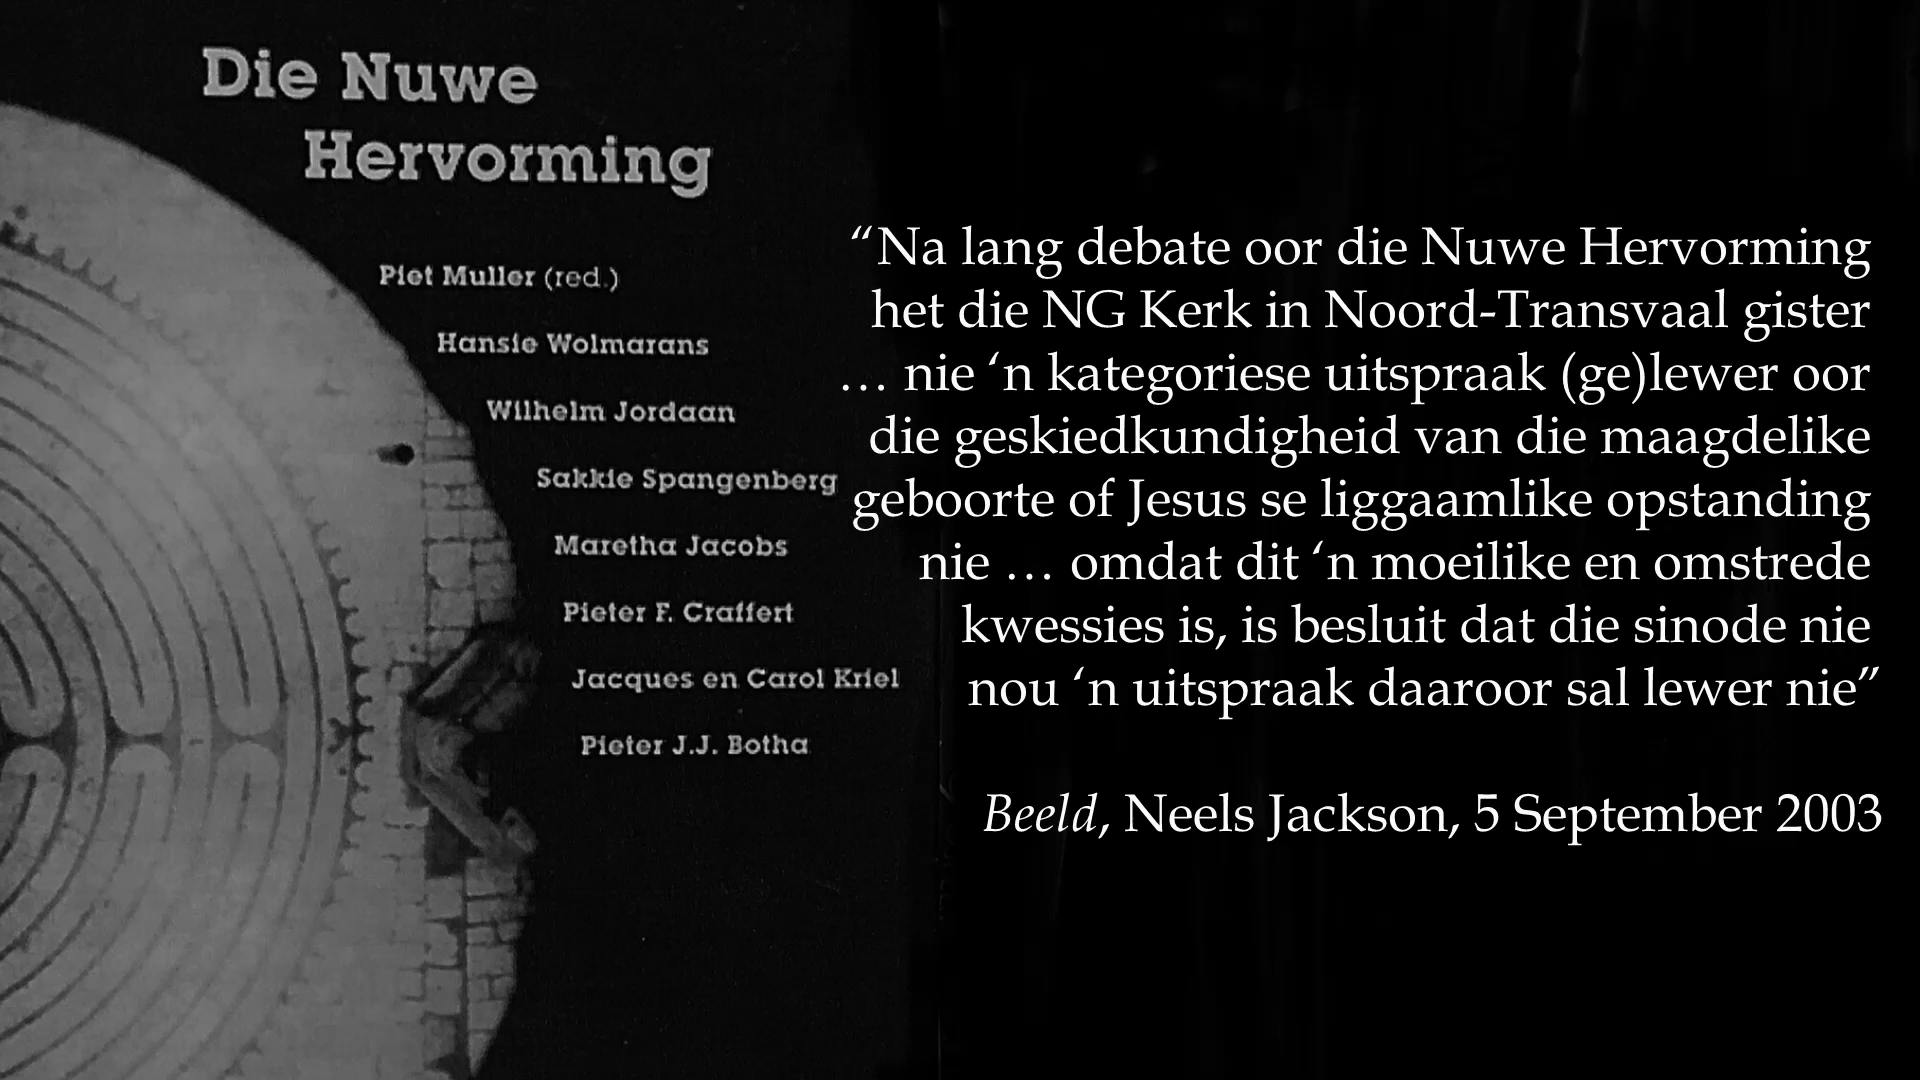 Die Nuwe
Hervorming
Piet Muller (red.)
Hansie Wolmarans
Wilhelm Jordaan
Sakkie Spangenberg
Maretha Jacobs
Pieter F. Craffert
Jacques en Carol Kriel
Pieter J.J. Botha
“Na lang debate oor die Nuwe Hervorming
het die NG Kerk in Noord-Transvaal gister
… nie ‘n kategoriese uitspraak (ge)lewer oor
die geskiedkundigheid van die maagdelike
geboorte of Jesus se liggaamlike opstanding
nie … omdat dit ‘n moeilike en omstrede
kwessies is, is besluit dat die sinode nie
nou ‘n uitspraak daaroor sal lewer nie”
Beeld, Neels Jackson, 5 September 2003